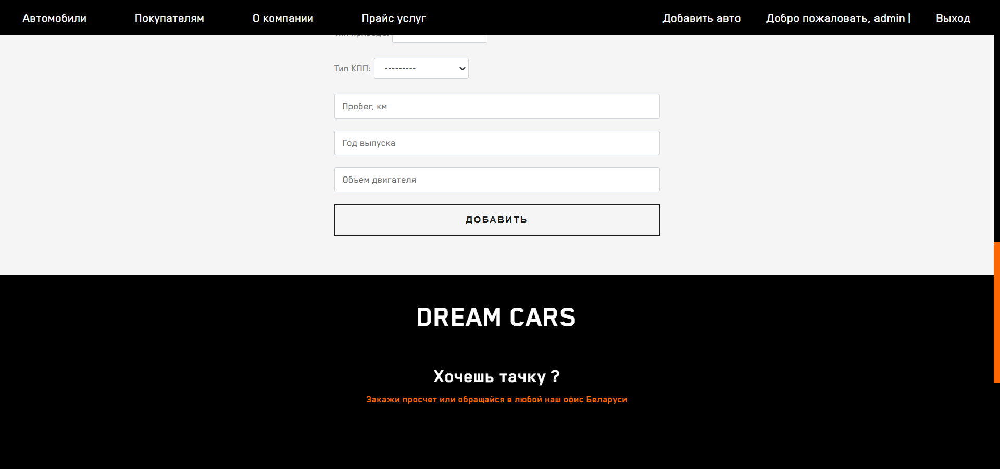 Автомобили Покупателям О компании Прайс услуг Добавить авто Добро пожаловать, admin | Выход
Тип КПП: ---------
Пробег, км
Год выпуска
Объем двигателя
ДОБАВИТЬ
DREAM CARS
Хочешь тачку ?
Закажи просчет или обращайся в любой наш офис Беларуси